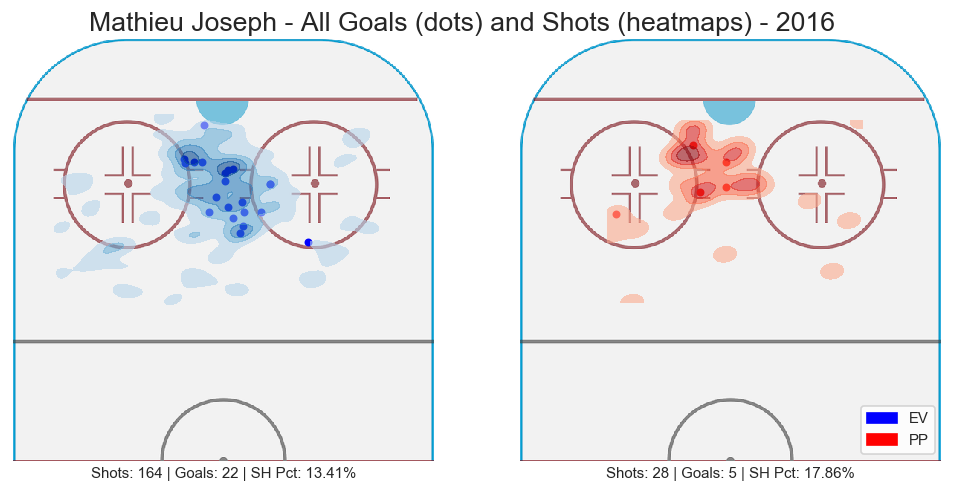 Mathieu Joseph - All Goals (dots) and Shots (heatmaps) - 2016
EV
PP
Shots: 164 | Goals: 22 | SH Pct: 13.41%
Shots: 28 | Goals: 5 | SH Pct: 17.86%